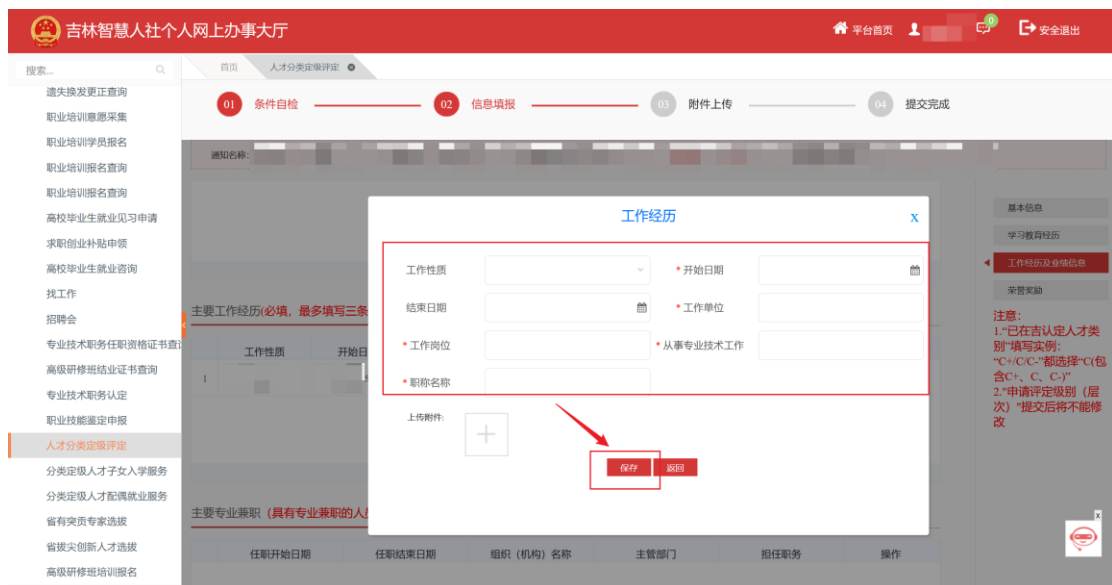 吉林智慧人社个人网上办事大厅
平台首页
0
安全退出
搜索...
首页 人才分类定级评定
遗失换发更正查询
职业培训意愿采集
职业培训学员报名
职业培训报名查询
职业培训报名查询
高校毕业生就业见习申请
求职创业补贴申领
高校毕业生就业咨询
找工作
招聘会
专业技术职务任职资格证书查
高级研修班结业证书查询
专业技术职务认定
职业技能鉴定申报
人才分类定级评定
分类定级人才子女入学服务
分类定级人才配偶就业服务
省有突贡专家选拔
省拔尖创新人才选拔
高级研修班培训报名
01 条件自检 02 信息填报 03 附件上传 04 提交完成
通知名称:
工作经历 X
工作性质 * 开始日期
结束日期 * 工作单位
* 工作岗位 * 从事专业技术工作
* 职称名称
上传附件:
保存 返回
主要工作经历(必填，最多填写三条
工作性质 开始日
1
主要专业兼职（具有专业兼职的人
任职开始日期 任职结束日期 组织（机构）名称 主管部门 担任职务 操作
基本信息
学习教育经历
工作经历及业绩信息
荣誉奖励
注意:
1."已在吉认定人才类
别"填写实例:
"C+/C/C-"都选择"C(包
含C+、C、C-)"
2."申请评定级别（层
次）"提交后将不能修
改
x